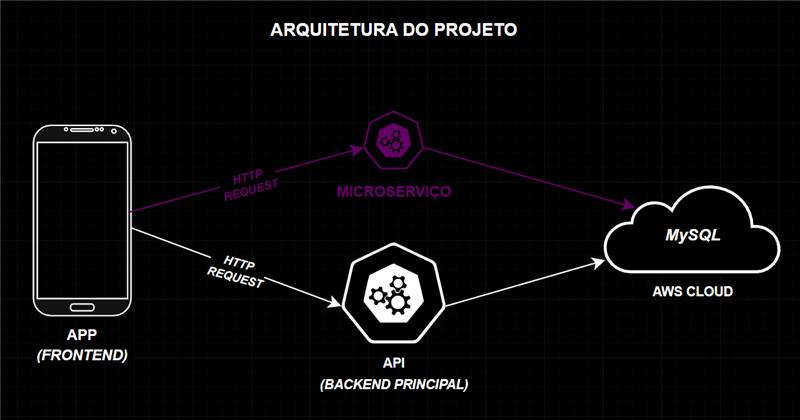 ARQUITETURA DO PROJETO
HTTP
REQUEST
MICROSERVIÇO
MySQL
AWS CLOUD
HTTP
REQUEST
APP
(FRONTEND)
API
(BACKEND PRINCIPAL)